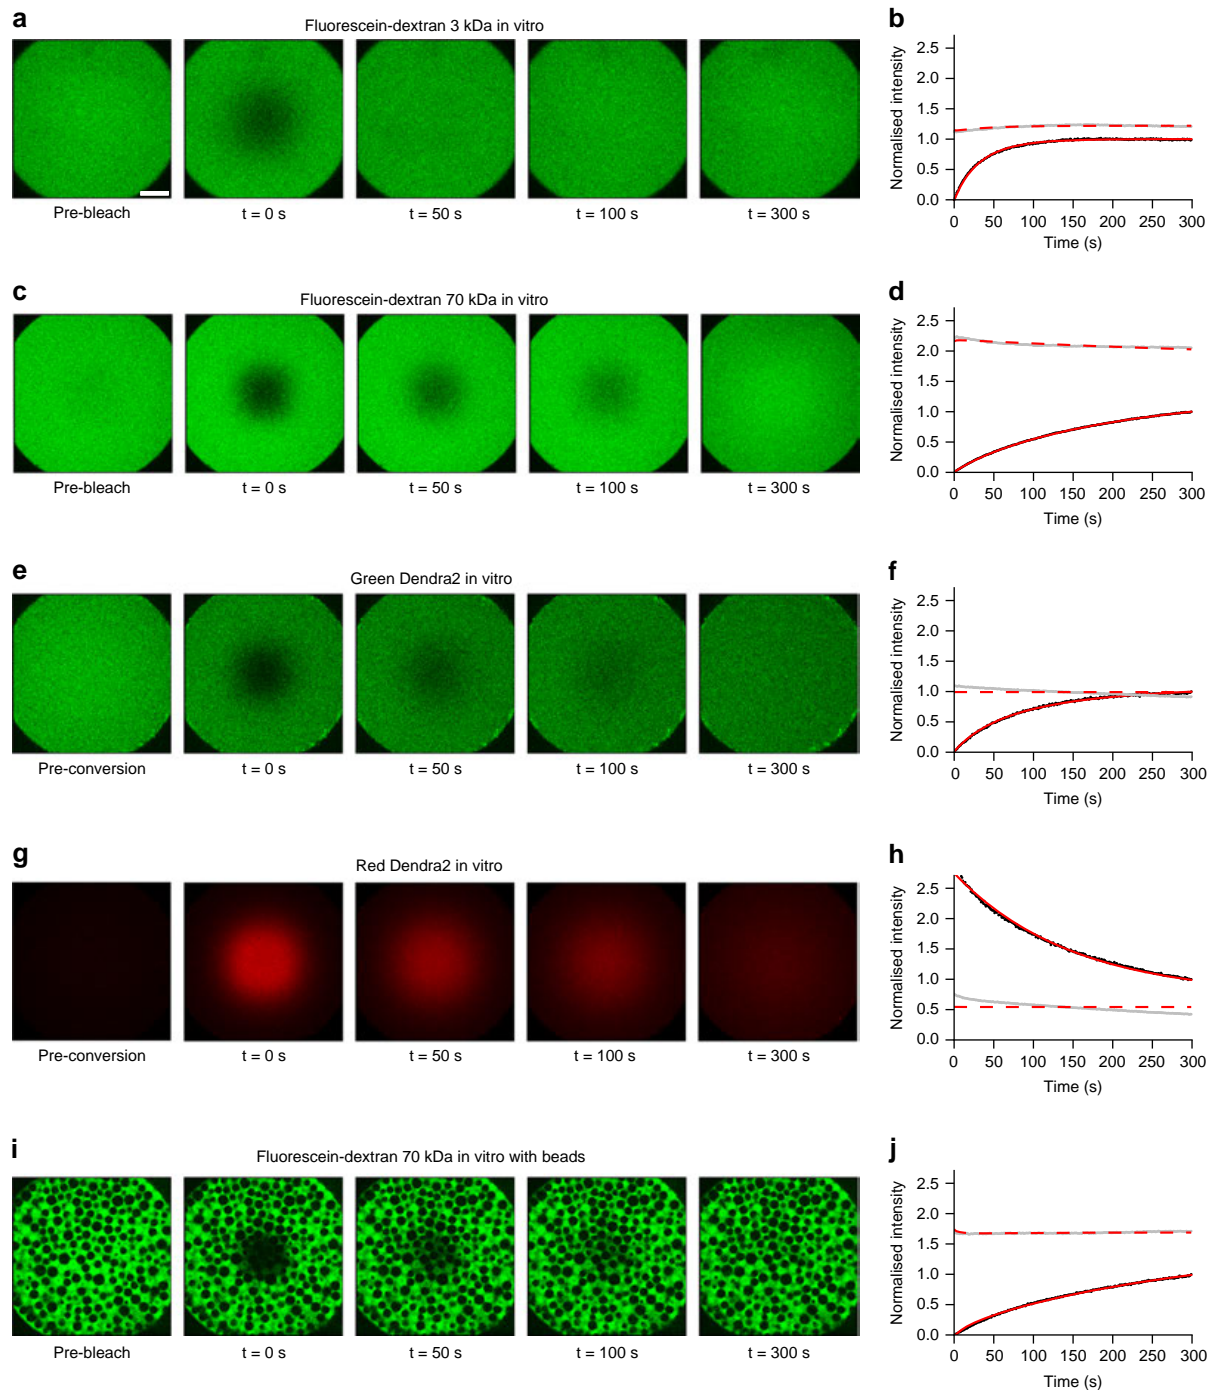 a
Fluorescein-dextran 3 kDa in vitro
Pre-bleach
t = 0 s
t = 50 s
t = 100 s
t = 300 s
b
Normalised intensity
2.5
2.0
1.5
1.0
0.5
0.0
0 50 100 150 200 250 300
Time (s)
c
Fluorescein-dextran 70 kDa in vitro
Pre-bleach
t = 0 s
t = 50 s
t = 100 s
t = 300 s
d
Normalised intensity
2.5
2.0
1.5
1.0
0.5
0.0
0 50 100 150 200 250 300
Time (s)
e
Green Dendra2 in vitro
Pre-conversion
t = 0 s
t = 50 s
t = 100 s
t = 300 s
f
Normalised intensity
2.5
2.0
1.5
1.0
0.5
0.0
0 50 100 150 200 250 300
Time (s)
g
Red Dendra2 in vitro
Pre-conversion
t = 0 s
t = 50 s
t = 100 s
t = 300 s
h
Normalised intensity
2.5
2.0
1.5
1.0
0.5
0.0
0 50 100 150 200 250 300
Time (s)
i
Fluorescein-dextran 70 kDa in vitro with beads
Pre-bleach
t = 0 s
t = 50 s
t = 100 s
t = 300 s
j
Normalised intensity
2.5
2.0
1.5
1.0
0.5
0.0
0 50 100 150 200 250 300
Time (s)